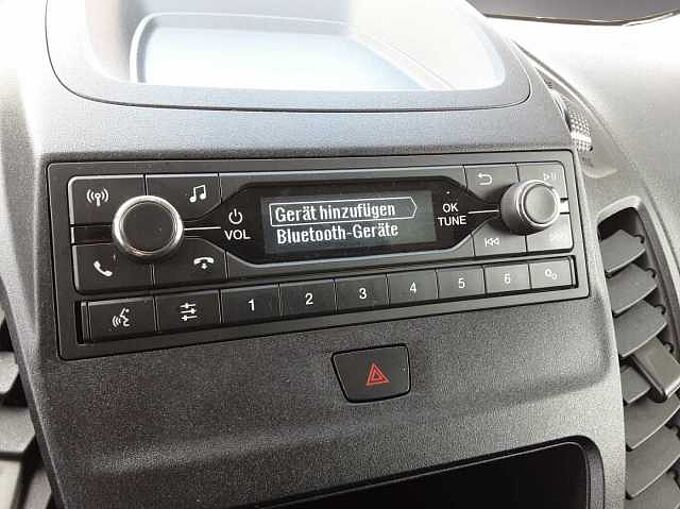 VOL
Gerät hinzufügen
Bluetooth-Geräte
OK
TUNE
1 2 3 4 5 6